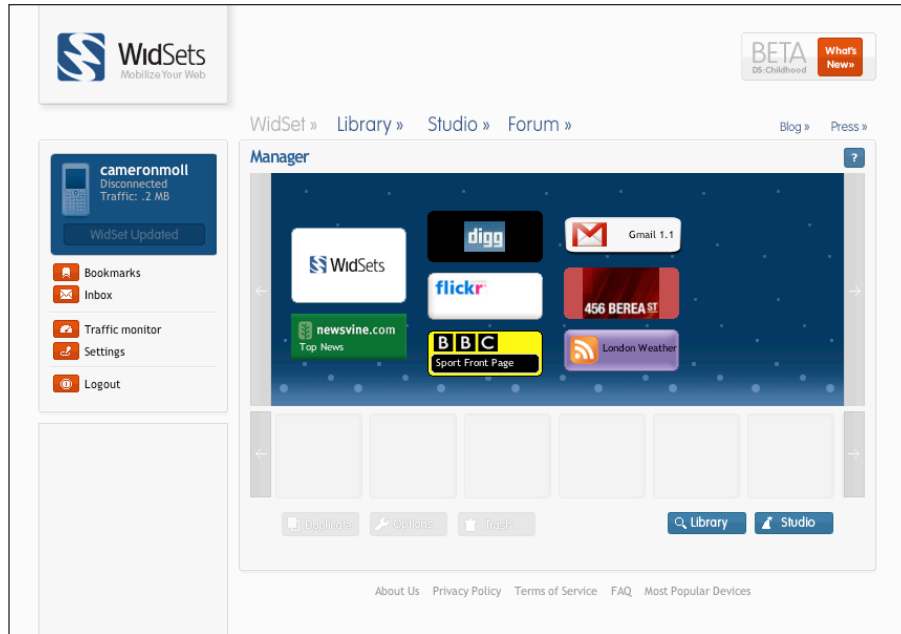 WidSets
Mobilize Your Web
BETA
DS:Childhood
What's
New»
WidSet » Library » Studio » Forum »
Blog » Press »
cameronmoll
Disconnected
Traffic: .2 MB
WidSet Updated
Bookmarks
Inbox
Traffic monitor
Settings
Logout
Manager
?
WidSets
newsvine.com
Top News
digg
flickr
BBC
Sport Front Page
Gmail 1.1
456 BEREA ST
London Weather
Duplicate Options Trash
Library Studio
About Us Privacy Policy Terms of Service FAQ Most Popular Devices